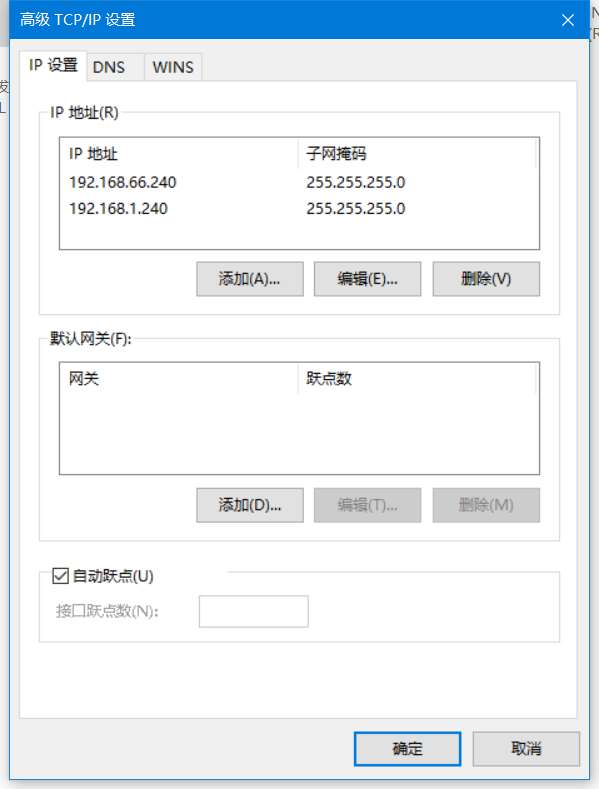 高级 TCP/IP 设置
IP 设置 DNS WINS
IP 地址(R)
IP 地址 子网掩码
192.168.66.240 255.255.255.0
192.168.1.240 255.255.255.0
添加(A)... 编辑(E)... 删除(V)
默认网关(F):
网关 跃点数
添加(D)... 编辑(T)... 删除(M)
自动跃点(U)
接口跃点数(N):
确定 取消